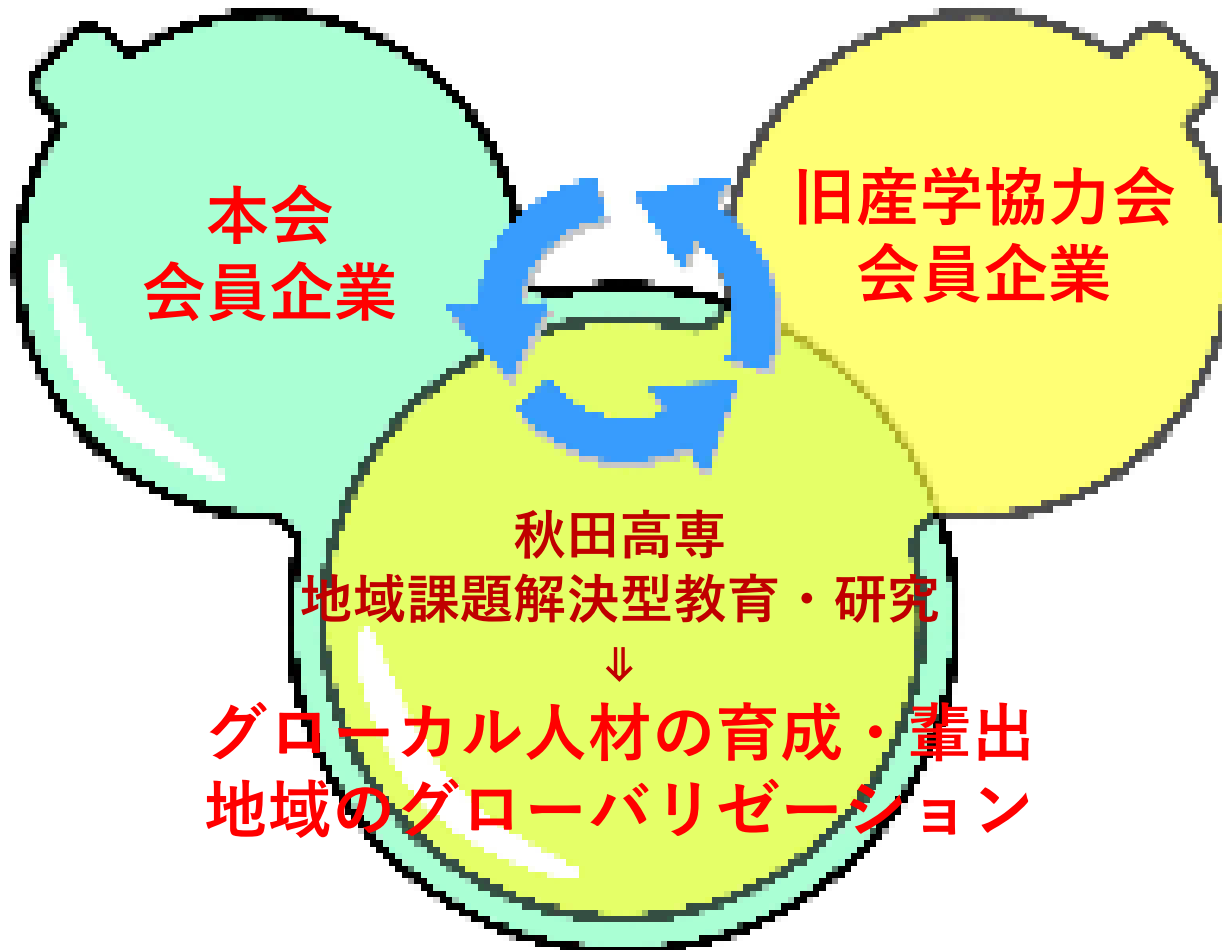 本会
会員企業
旧産学協力会
会員企業
秋田高専
地域課題解決型教育・研究
⇓
グローカル人材の育成・輩出
地域のグローバリゼーション